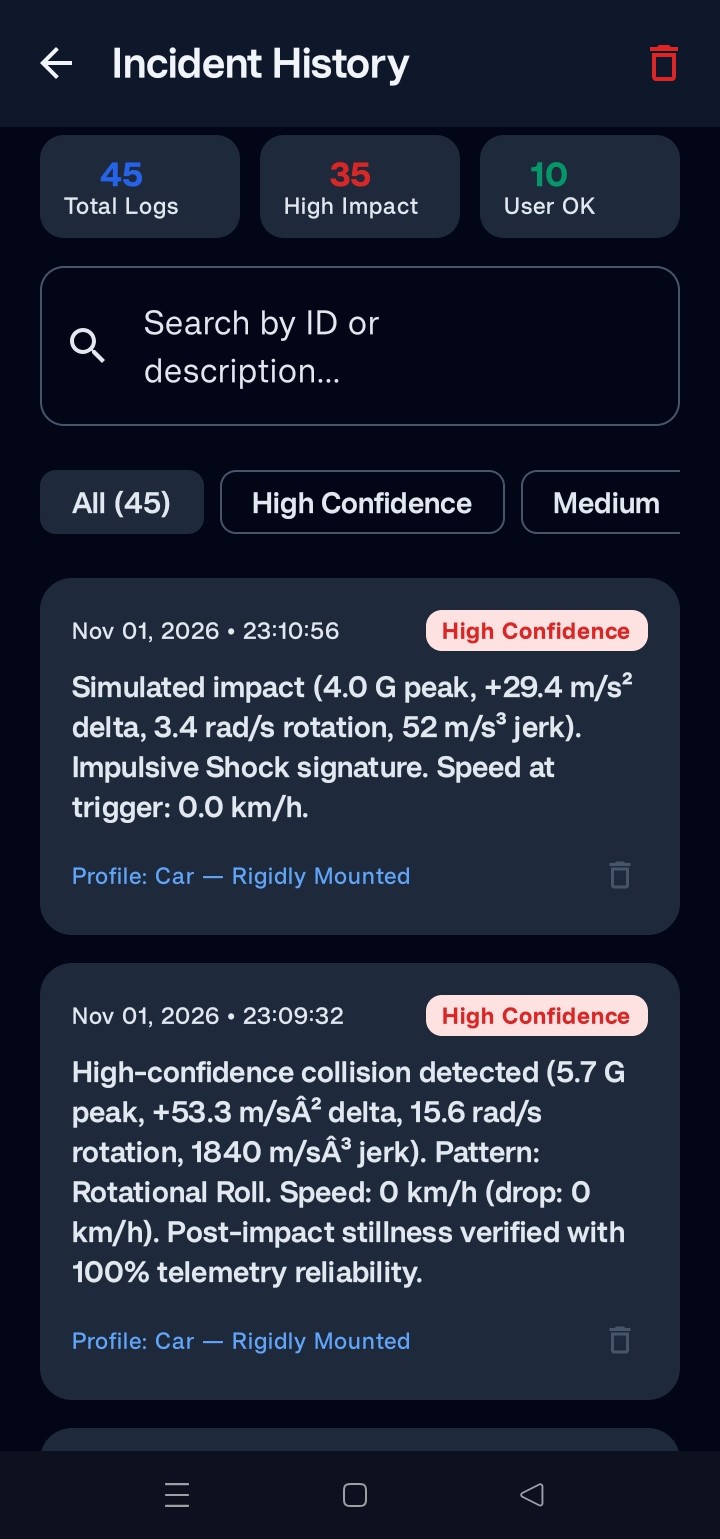 Incident History
45
Total Logs
35
High Impact
10
User OK
Search by ID or
description...
All (45)
High Confidence
Medium
Nov 01, 2026 • 23:10:56
High Confidence
Simulated impact (4.0 G peak, +29.4 m/s²
delta, 3.4 rad/s rotation, 52 m/s³ jerk).
Impulsive Shock signature. Speed at
trigger: 0.0 km/h.
Profile: Car — Rigidly Mounted
Nov 01, 2026 • 23:09:32
High Confidence
High-confidence collision detected (5.7 G
peak, +53.3 m/sÂ² delta, 15.6 rad/s
rotation, 1840 m/sÂ³ jerk). Pattern:
Rotational Roll. Speed: 0 km/h (drop: 0
km/h). Post-impact stillness verified with
100% telemetry reliability.
Profile: Car — Rigidly Mounted